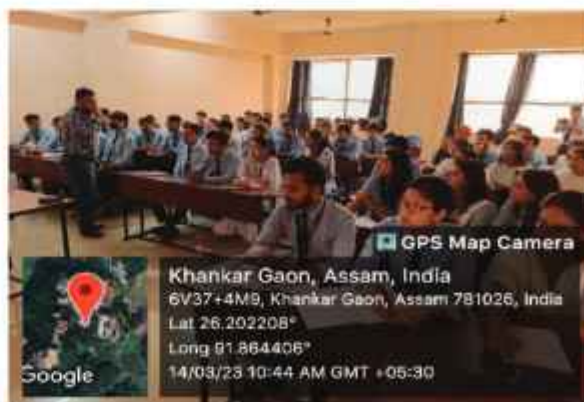 GPS Map Camera
Khankar Gaon, Assam, India
6V37+4M9, Khankar Gaon, Assam 781026, India
Lat 26.202208°
Long 91.864406°
14/03/23 10:44 AM GMT +05:30
Google